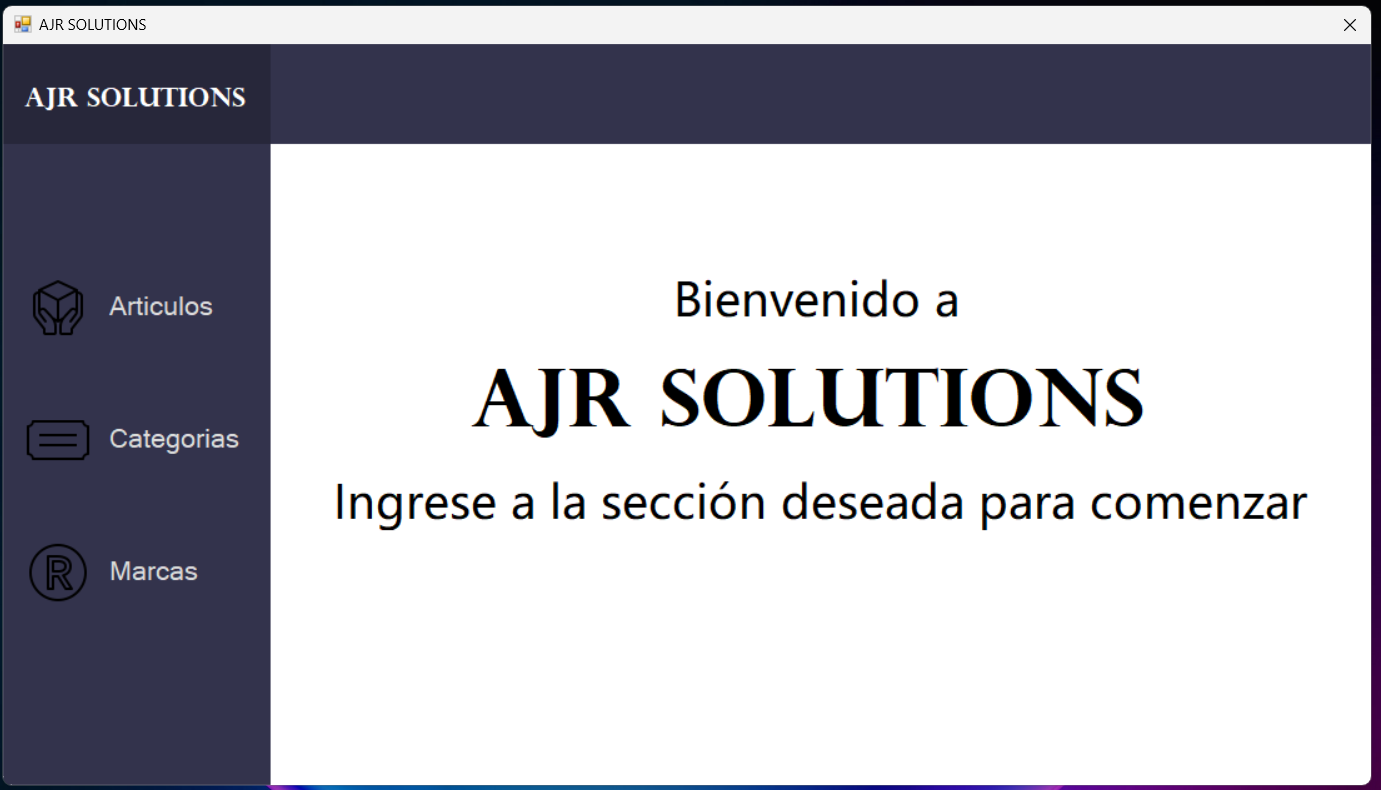 AJR SOLUTIONS
AJR SOLUTIONS
Articulos
Categorias
Marcas
Bienvenido a
AJR SOLUTIONS
Ingrese a la sección deseada para comenzar